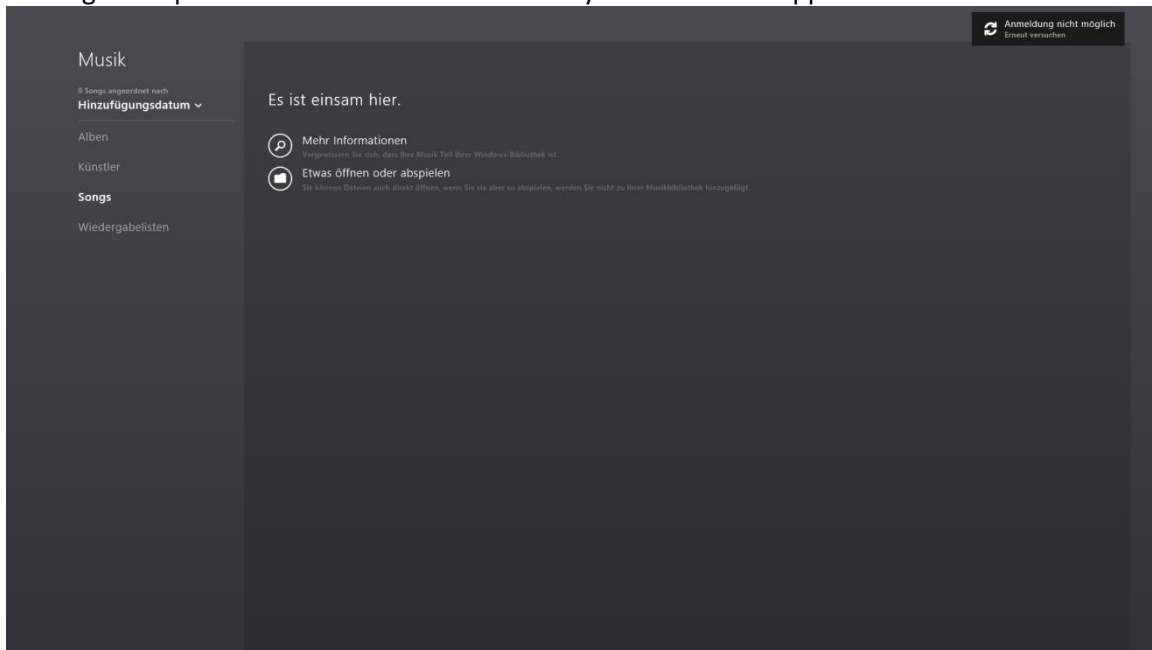 Anmeldung nicht möglich
Erneut versuchen
Musik
0 Songs angeordnet nach
Hinzufügungsdatum
Alben
Künstler
Songs
Wiedergabelisten
Es ist einsam hier.
Mehr Informationen
Vergewissern Sie sich, dass Ihre Musik Teil Ihrer Windows-Bibliothek ist.
Etwas öffnen oder abspielen
Sie können Dateien auch direkt öffnen, wenn Sie sie aber so abspielen, werden Sie nicht zu Ihrer Musikbibliothek hinzugefügt.